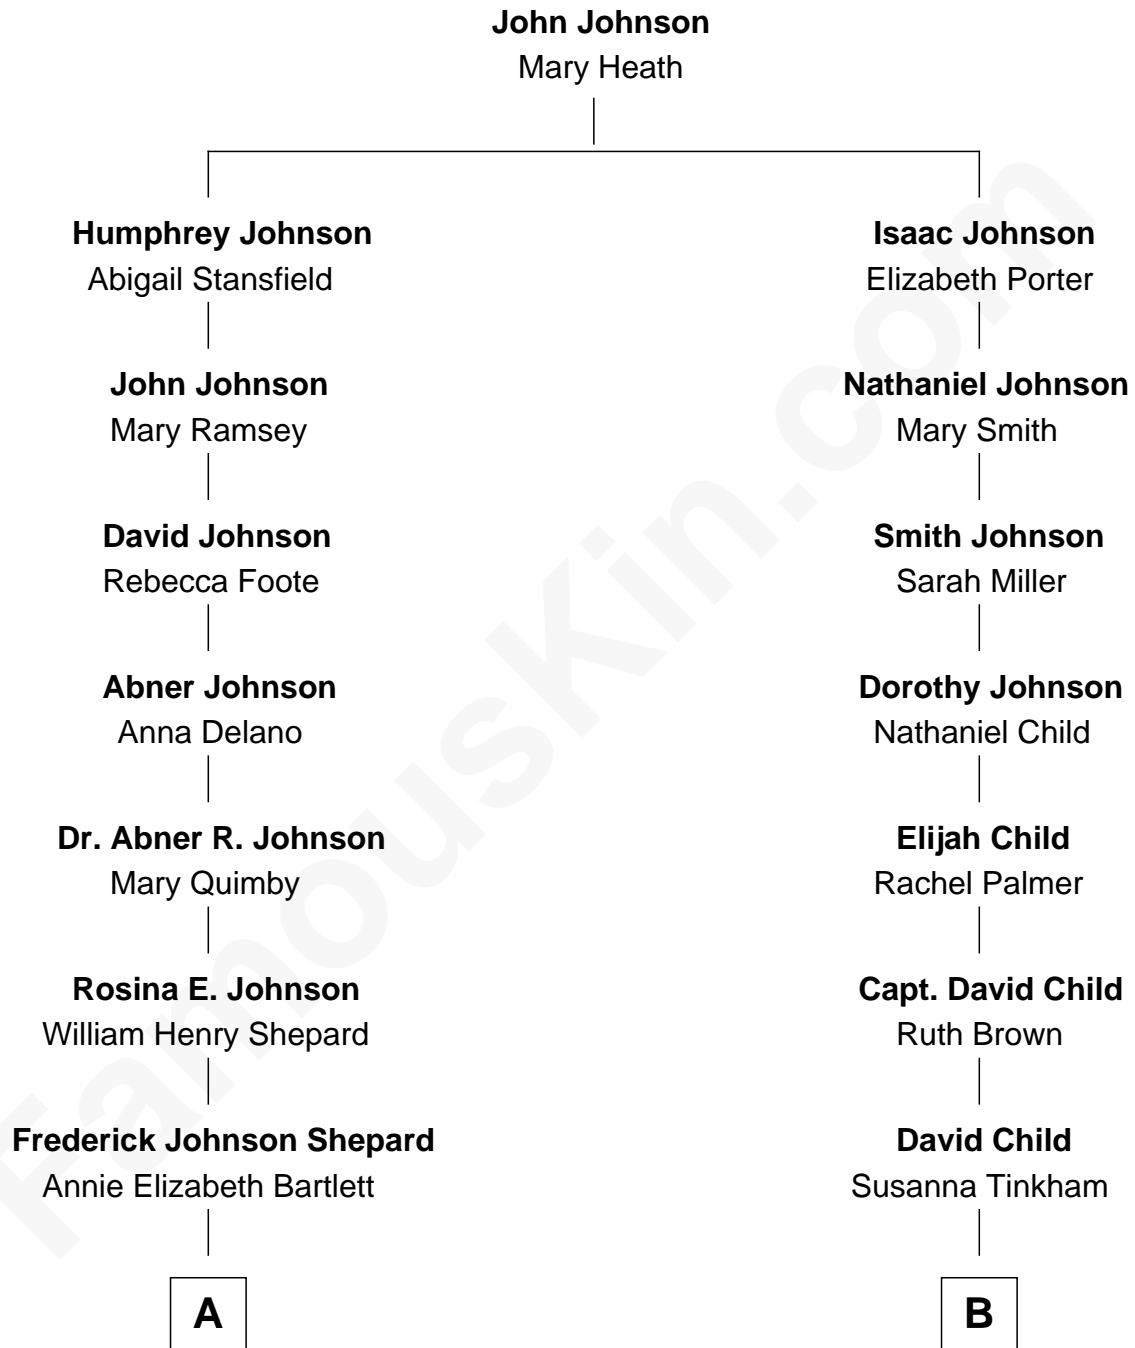 John Johnson
Mary Heath
Humphrey Johnson
Abigail Stansfield
Isaac Johnson
Elizabeth Porter
John Johnson
Mary Ramsey
Nathaniel Johnson
Mary Smith
David Johnson
Rebecca Foote
Smith Johnson
Sarah Miller
Abner Johnson
Anna Delano
Dorothy Johnson
Nathaniel Child
Dr. Abner R. Johnson
Mary Quimby
Elijah Child
Rachel Palmer
Rosina E. Johnson
William Henry Shepard
Capt. David Child
Ruth Brown
Frederick Johnson Shepard
Annie Elizabeth Bartlett
David Child
Susanna Tinkham
A
B
FamousKin.com